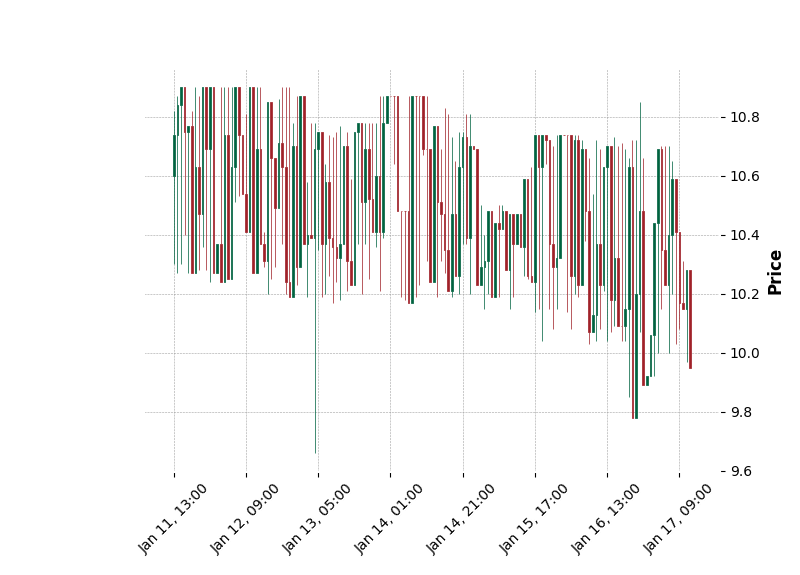 10.8
10.6
10.4
10.2
10.0
9.8
9.6
Price
Jan 11, 13:00
Jan 12, 09:00
Jan 13, 05:00
Jan 14, 01:00
Jan 14, 21:00
Jan 15, 17:00
Jan 16, 13:00
Jan 17, 09:00